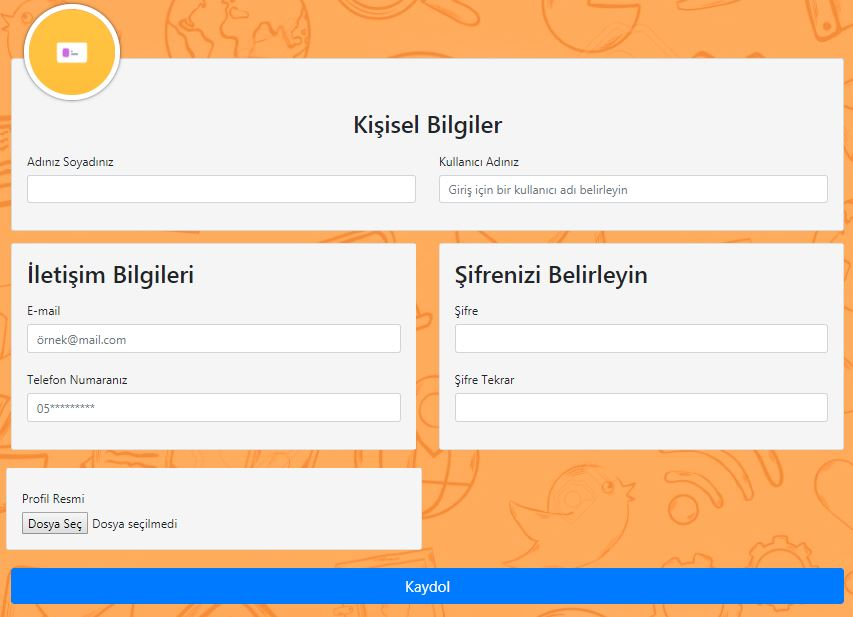 Kişisel Bilgiler
Adınız Soyadınız
Kullanıcı Adınız
Giriş için bir kullanıcı adı belirleyin
İletişim Bilgileri
E-mail
örnek@mail.com
Telefon Numaranız
05*********
Şifrenizi Belirleyin
Şifre
Şifre Tekrar
Profil Resmi
Dosya Seç Dosya seçilmedi
Kaydol